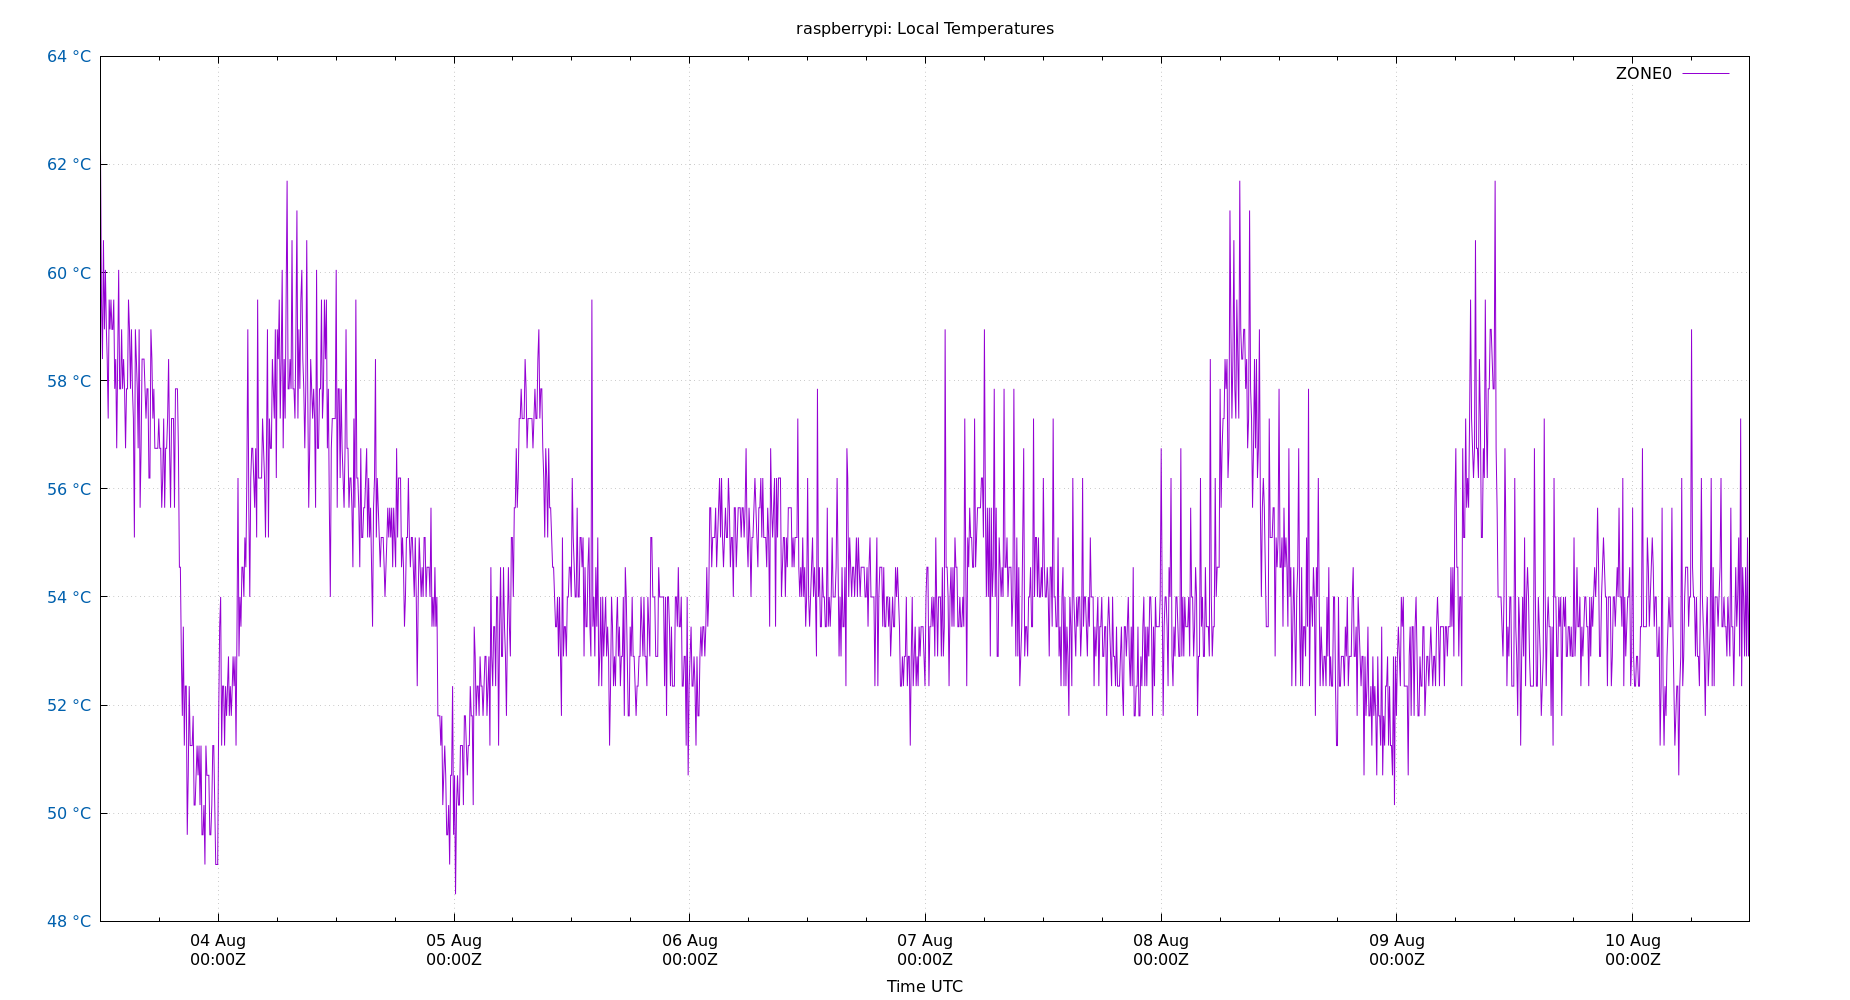 raspberrypi: Local Temperatures
64 °C
ZONE0
62 °C
60 °C
58 °C
56 °C
54 °C
52 °C
50 °C
48 °C
04 Aug 05 Aug 06 Aug 07 Aug 08 Aug 09 Aug 10 Aug
00:00Z 00:00Z 00:00Z 00:00Z 00:00Z 00:00Z 00:00Z
Time UTC